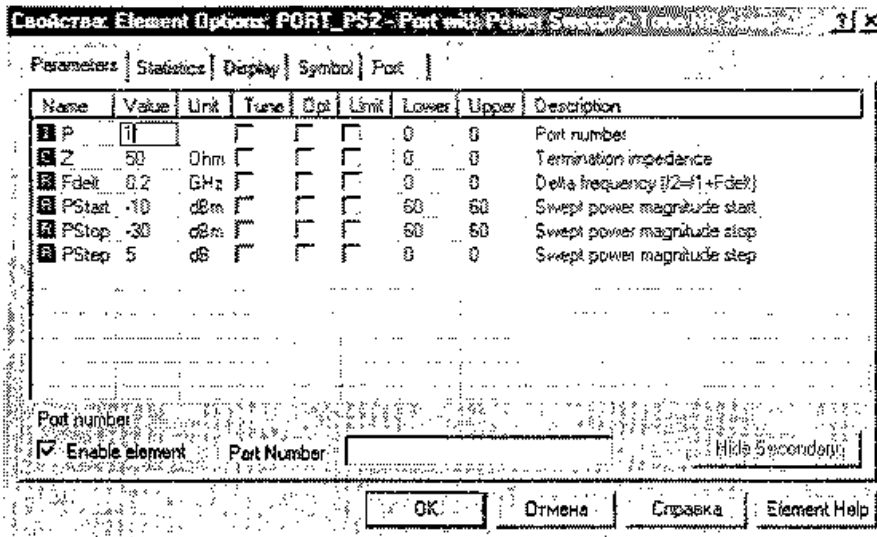 Свойства: Element Options: PORT_PS2 - Port with Power Sweep/2-Tone HB
Parameters Statistics Display Symbol Port
Name Value Unit Tune Opt Limit Lower Upper Description
P 1 0 0 Port number
Z 50 Ohm 0 0 Termination impedance
Fdelt 0.2 GHz 0 0 Delta frequency (f2=f1+Fdelt)
PStart -10 dBm 60 60 Swept power magnitude start
PStop -30 dBm 60 60 Swept power magnitude stop
PStep 5 dB 0 0 Swept power magnitude step
Port number
Enable element Part Number Hide Secondary
OK Отмена Справка Element Help